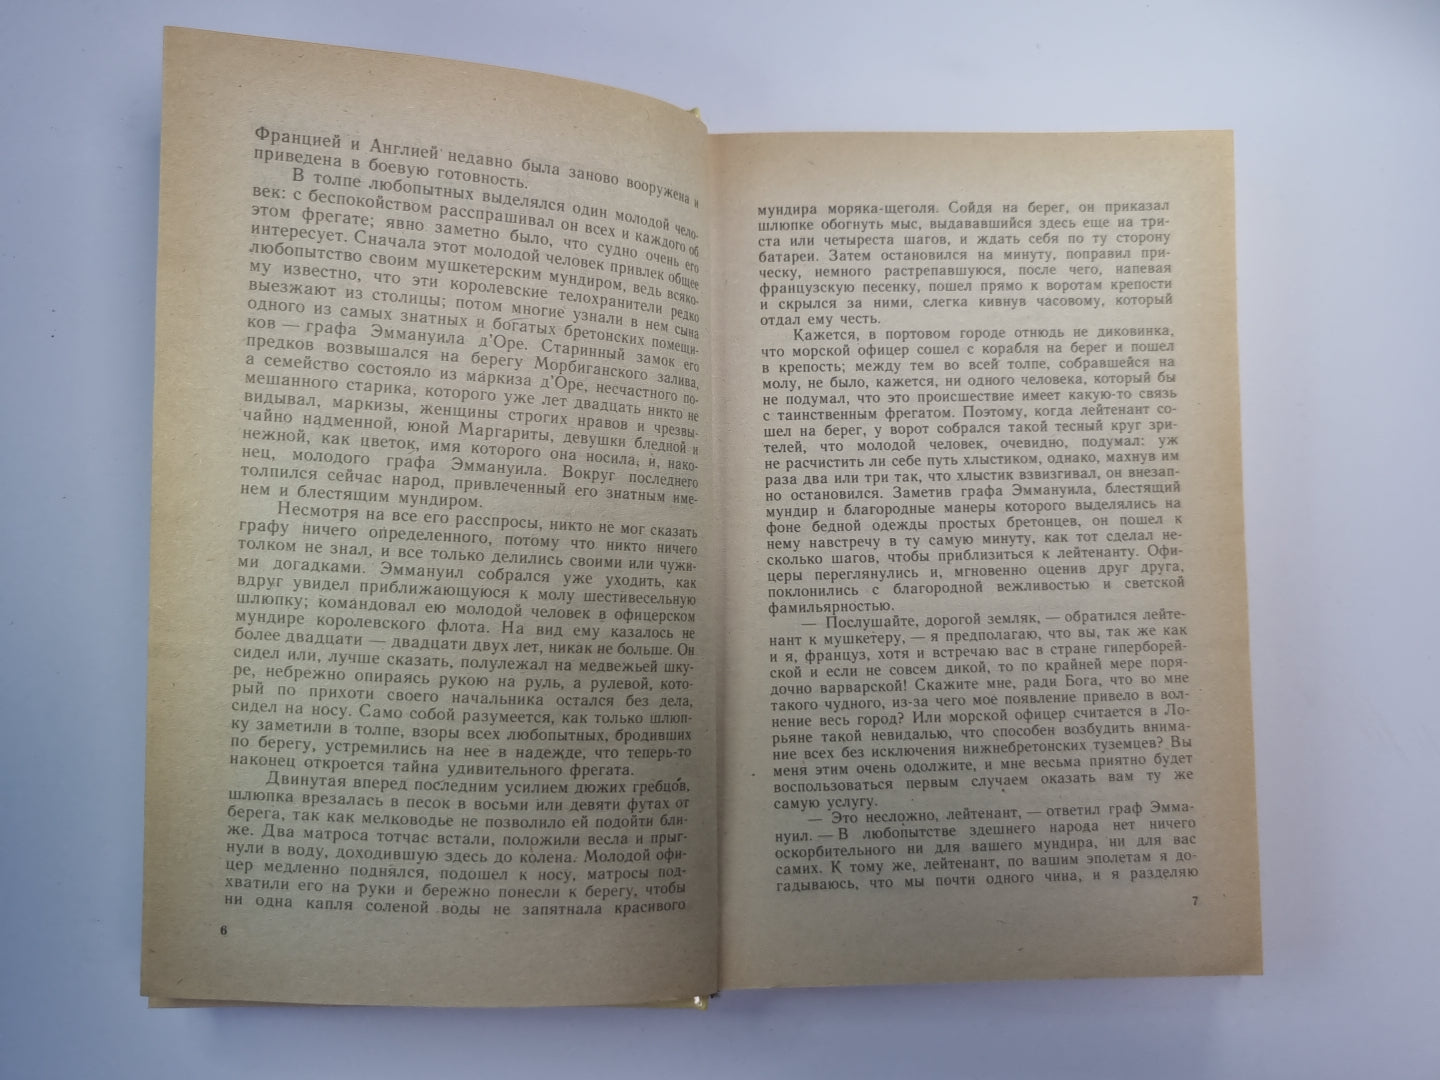 Францией и Англией недавно была заново вооружена и
приведена в боевую готовность.
В толпе любопытных выделялся один молодой чело-
век: с беспокойством расспрашивал он всех и каждого об
этом фрегате; явно заметно было, что судно очень его
интересует. Сначала этот молодой человек привлек общее
любопытство своим мушкетерским мундиром, ведь всяко-
му известно, что эти королевские телохранители редко
выезжают из столицы; потом многие узнали в нем сына
одного из самых знатных и богатых бретонских помещи-
ков — графа Эммануила д'Оре. Старинный замок его
предков возвышался на берегу Морбиганского залива,
а семейство состояло из маркиза д'Оре, несчастного по-
мешанного старика, которого уже лет двадцать никто не
видывал, маркизы, женщины строгих нравов и чрезвы-
чайно надменной, юной Маргариты, девушки бледной и
нежной, как цветок, имя которого она носила, и, нако-
нец, молодого графа Эммануила. Вокруг последнего
толпился сейчас народ, привлеченный его знатным име-
нем и блестящим мундиром.
Несмотря на все его расспросы, никто не мог сказать
графу ничего определенного, потому что никто ничего
толком не знал, и все только делились своими или чужи-
ми догадками. Эммануил собрался уже уходить, как
вдруг увидел приближающуюся к молу шестивесельную
шлюпку; командовал ею молодой человек в офицерском
мундире королевского флота. На вид ему казалось не
более двадцати — двадцати двух лет, никак не больше. Он
сидел или, лучше сказать, полулежал на медвежьей шку-
ре, небрежно опираясь рукою на руль, а рулевой, кото-
рый по прихоти своего начальника остался без дела,
сидел на носу. Само собой разумеется, как только шлюп-
ку заметили в толпе, взоры всех любопытных, бродивших
по берегу, устремились на нее в надежде, что теперь-то
наконец откроется тайна удивительного фрегата.
Двинутая вперед последним усилием дюжих гребцов,
шлюпка врезалась в песок в восьми или девяти футах от
берега, так как мелководье не позволило ей подойти бли-
же. Два матроса тотчас встали, положили весла и прыг-
нули в воду, доходившую здесь до колена. Молодой офи-
цер медленно поднялся, подошел к носу, матросы под-
хватили его на руки и бережно понесли к берегу, чтобы
ни одна капля соленой воды не запятнала красивого
6
мундира моряка-щеголя. Сойдя на берег, он приказал
шлюпке обогнуть мыс, выдававшийся здесь еще на три-
ста или четыреста шагов, и ждать себя по ту сторону
батареи. Затем остановился на минуту, поправил при-
ческу, немного растрепавшуюся, после чего, напевая
французскую песенку, пошел прямо к воротам крепости
и скрылся за ними, слегка кивнув часовому, который
отдал ему честь.
Кажется, в портовом городе отнюдь не диковинка,
что морской офицер сошел с корабля на берег и пошел
в крепость; между тем во всей толпе, собравшейся на
молу, не было, кажется, ни одного человека, который бы
не подумал, что это происшествие имеет какую-то связь
с таинственным фрегатом. Поэтому, когда лейтенант со-
шел на берег, у ворот собрался такой тесный круг зри-
телей, что молодой человек, очевидно, подумал: уж
не расчистить ли себе путь хлыстиком, однако, махнув им
раза два или три так, что хлыстик взвизгивал, он внезап-
но остановился. Заметив графа Эммануила, блестящий
мундир и благородные манеры которого выделялись на
фоне бедной одежды простых бретонцев, он пошел к
нему навстречу в ту самую минуту, как тот сделал не-
сколько шагов, чтобы приблизиться к лейтенанту. Офи-
церы переглянулись и, мгновенно оценив друг друга,
поклонились с благородной вежливостью и светской
фамильярностью.
— Послушайте, дорогой земляк, — обратился лейте-
нант к мушкетеру, — я предполагаю, что вы, так же как
и я, француз, хотя и встречаю вас в стране гиперборей-
ской и если не совсем дикой, то по крайней мере поря-
дочно варварской! Скажите мне, ради Бога, что во мне
такого чудного, из-за чего мое появление привело в вол-
нение весь город? Или морской офицер считается в Ло-
рьяне такой невидалью, что способен возбудить внима-
ние всех без исключения нижнебретонских туземцев? Вы
меня этим очень одолжите, и мне весьма приятно будет
воспользоваться первым случаем оказать вам ту же
самую услугу.
— Это несложно, лейтенант, — ответил граф Эмма-
нуил. — В любопытстве здешнего народа нет ничего
оскорбительного ни для вашего мундира, ни для вас
самих. К тому же, лейтенант, по вашим эполетам я до-
гадываюсь, что мы почти одного чина, и я разделяю
7